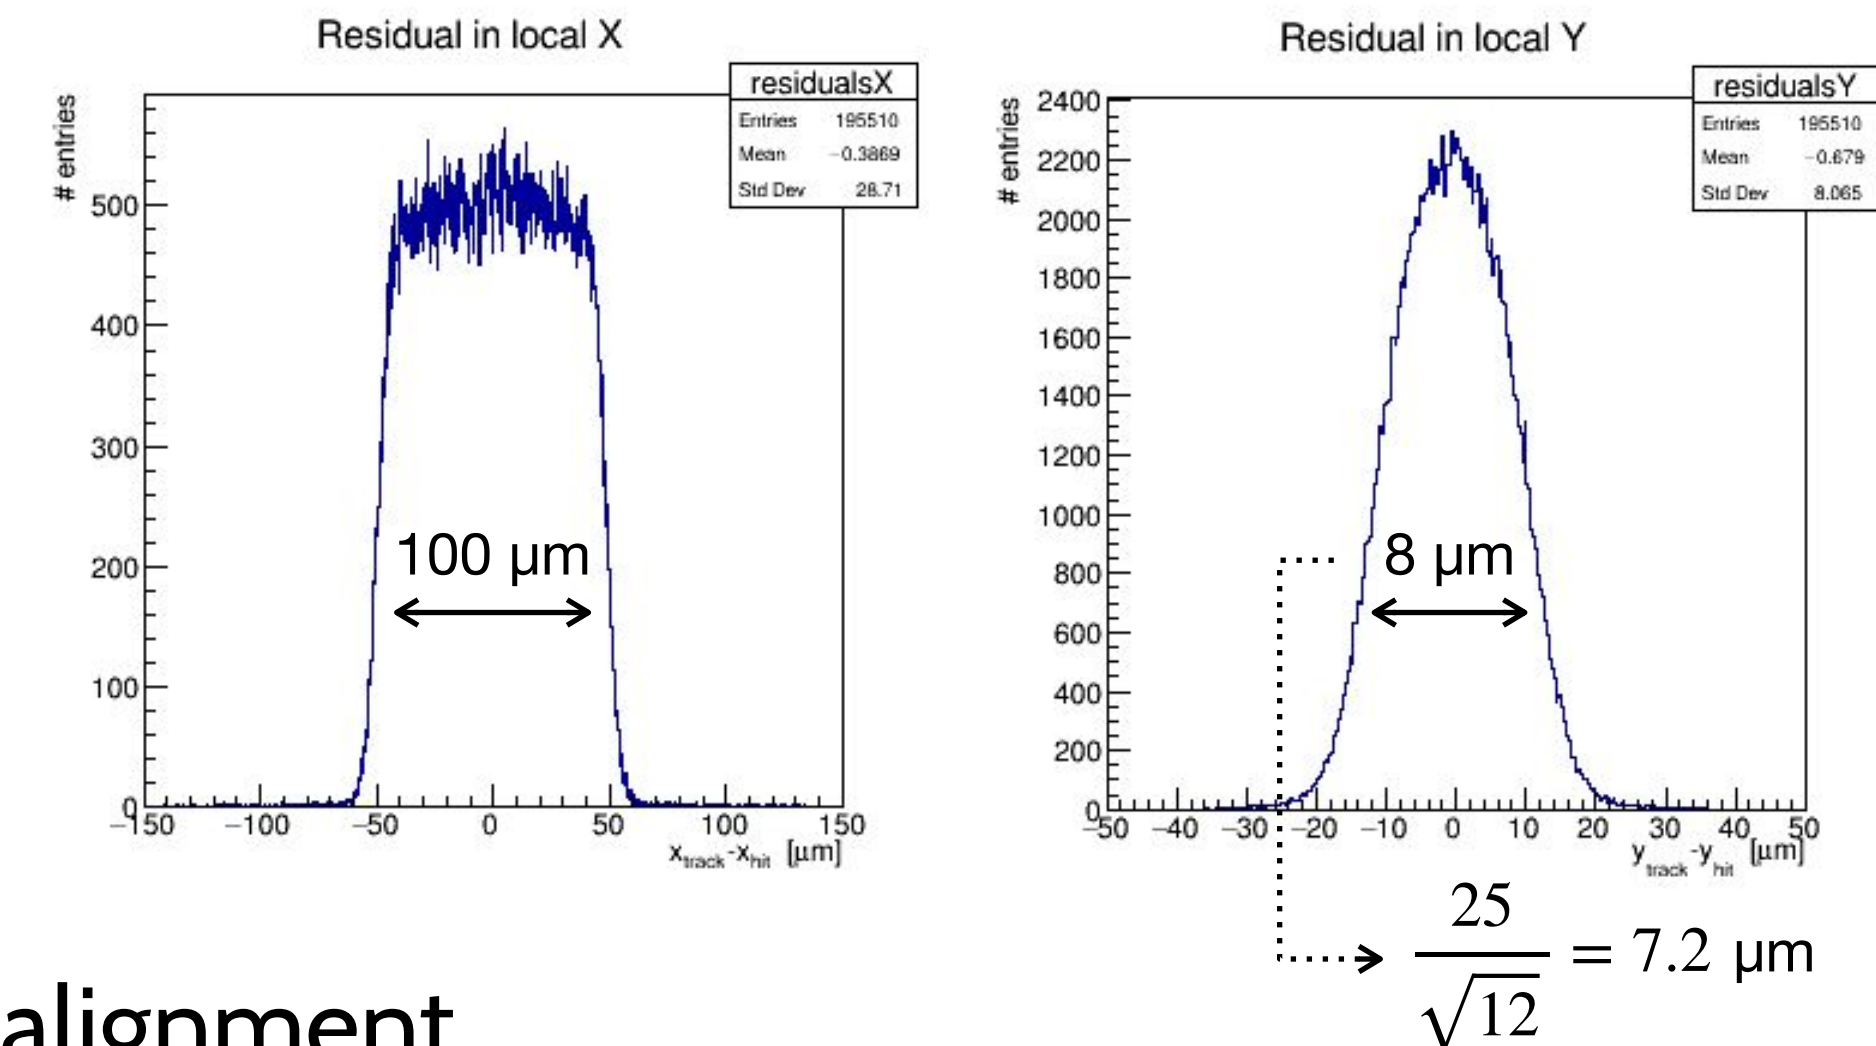 Residual in local X
residualsX
Entries 195510
Mean −0.3869
Std Dev 28.71
# entries
500
400
300
200
100
0
100 µm
−150 −100 −50 0 50 100 150
xtrack-xhit [µm]
Residual in local Y
residualsY
Entries 195510
Mean −0.679
Std Dev 8.065
# entries
2400
2200
2000
1800
1600
1400
1200
1000
800
600
400
200
0
8 µm
−50 −40 −30 −20 −10 0 10 20 30 40 50
ytrack-yhit [µm]
25
√12
= 7.2 µm
alignment